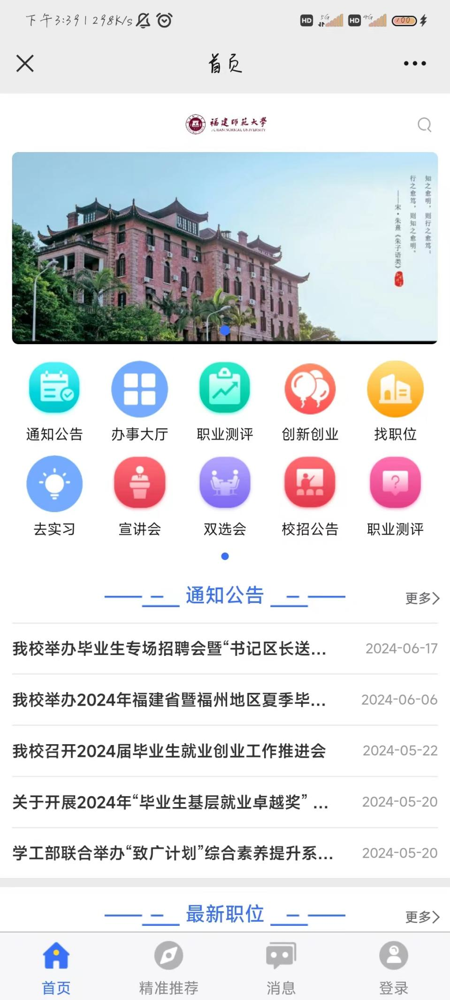 下午3:39 | 298K/s
HD 5G HD 4G 100
首页
福建师范大学
FUJIAN NORMAL UNIVERSITY
知之愈明，则行之愈笃；
行之愈笃，则知之愈明。
——宋·朱熹《朱子语类》
通知公告 办事大厅 职业测评 创新创业 找职位
去实习 宣讲会 双选会 校招公告 职业测评
通知公告 更多
我校举办毕业生专场招聘会暨“书记区长送... 2024-06-17
我校举办2024年福建省暨福州地区夏季毕... 2024-06-06
我校召开2024届毕业生就业创业工作推进会 2024-05-22
关于开展2024年“毕业生基层就业卓越奖” ... 2024-05-20
学工部联合举办“致广计划”综合素养提升系... 2024-05-20
最新职位 更多
首页 精准推荐 消息 登录